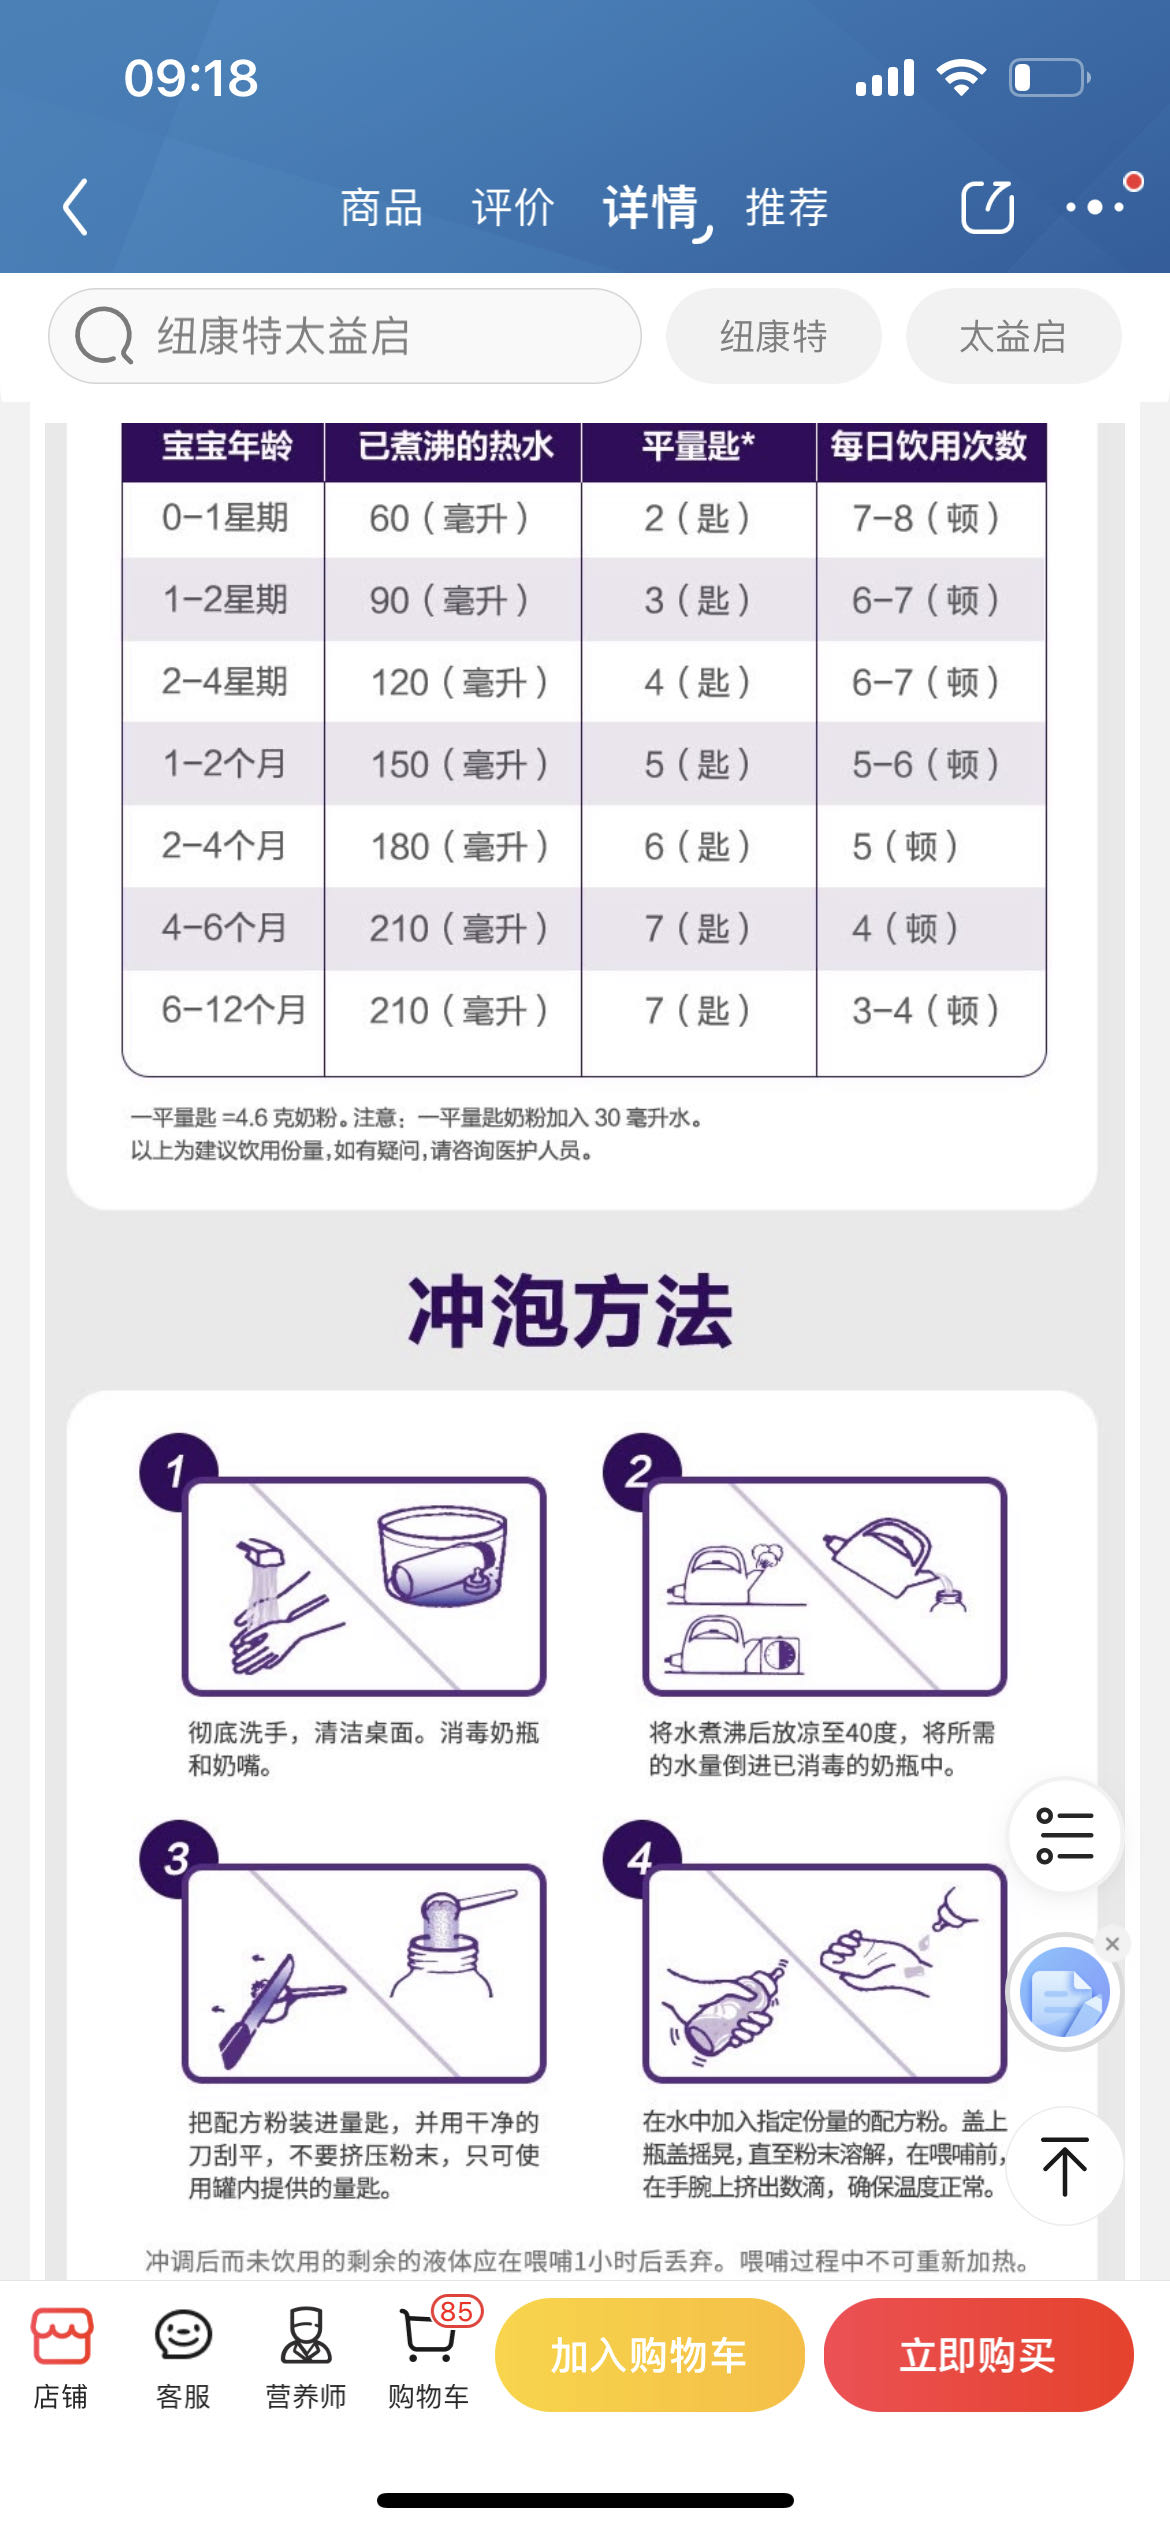 09:18
商品 评价 详情 推荐
纽康特太益启 纽康特 太益启
宝宝年龄 已煮沸的热水 平量匙* 每日饮用次数
0-1星期 60（毫升） 2（匙） 7-8（顿）
1-2星期 90（毫升） 3（匙） 6-7（顿）
2-4星期 120（毫升） 4（匙） 6-7（顿）
1-2个月 150（毫升） 5（匙） 5-6（顿）
2-4个月 180（毫升） 6（匙） 5（顿）
4-6个月 210（毫升） 7（匙） 4（顿）
6-12个月 210（毫升） 7（匙） 3-4（顿）
一平量匙 =4.6 克奶粉。注意：一平量匙奶粉加入 30 毫升水。
以上为建议饮用份量,如有疑问,请咨询医护人员。
冲泡方法
1
彻底洗手，清洁桌面。消毒奶瓶
和奶嘴。
2
将水煮沸后放凉至40度，将所需
的水量倒进已消毒的奶瓶中。
3
把配方粉装进量匙，并用干净的
刀刮平，不要挤压粉末，只可使
用罐内提供的量匙。
4
在水中加入指定份量的配方粉。盖上
瓶盖摇晃，直至粉末溶解，在喂哺前，
在手腕上挤出数滴，确保温度正常。
冲调后而未饮用的剩余的液体应在喂哺1小时后丢弃。喂哺过程中不可重新加热。
85
店铺 客服 营养师 购物车 加入购物车 立即购买